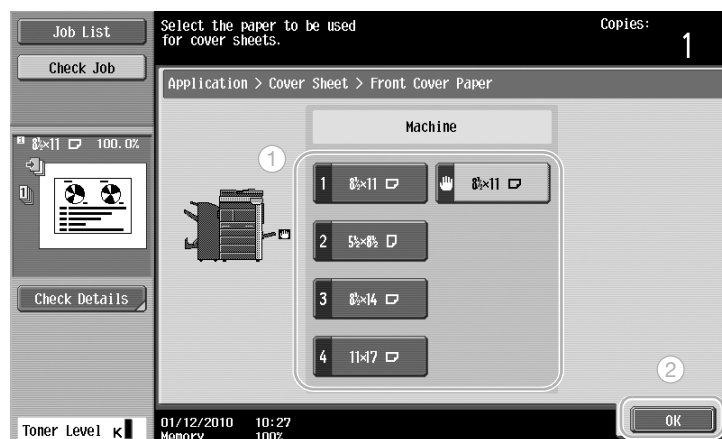 Job List
Check Job
Select the paper to be used
for cover sheets.
Copies:
1
Application > Cover Sheet > Front Cover Paper
8½×11 100.0%
1
Machine
1
1 8½×11
8½×11
2 5½×8½
3 8½×14
4 11×17
Check Details
2
OK
Toner Level K
01/12/2010 10:27
Memory 100%